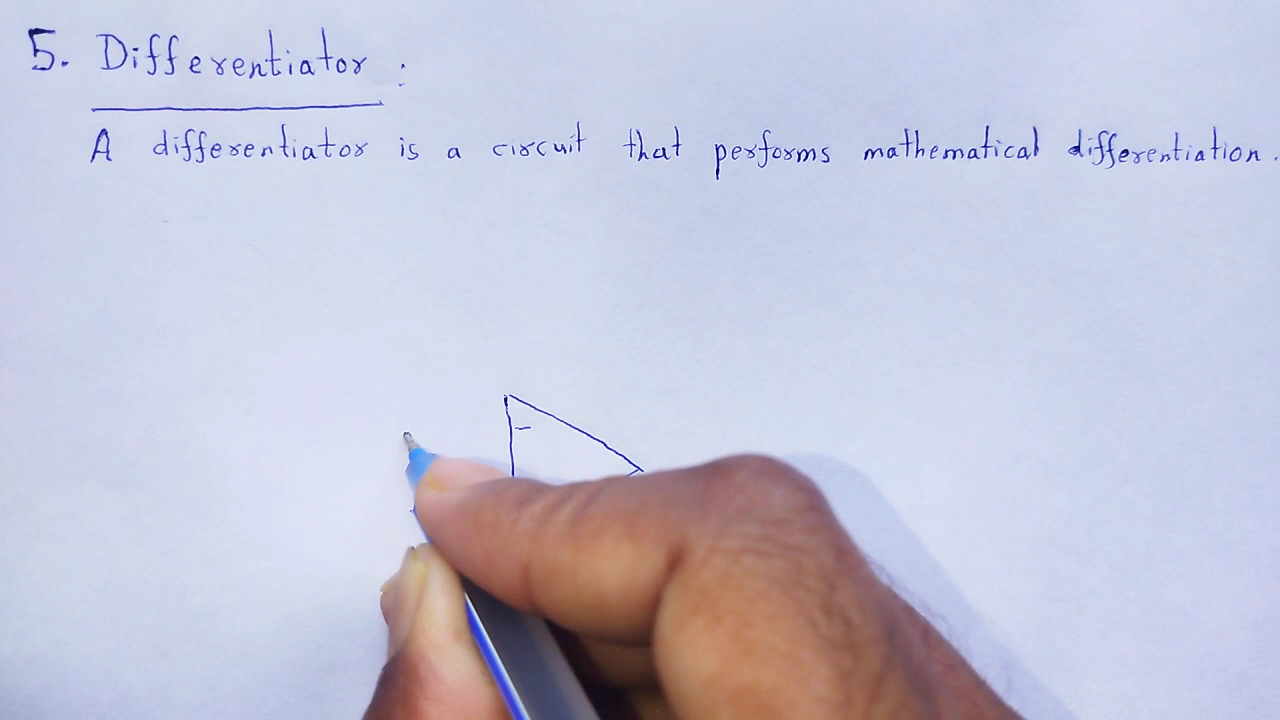 5. Differentiator :
A differentiator is a circuit that performs mathematical differentiation.
-